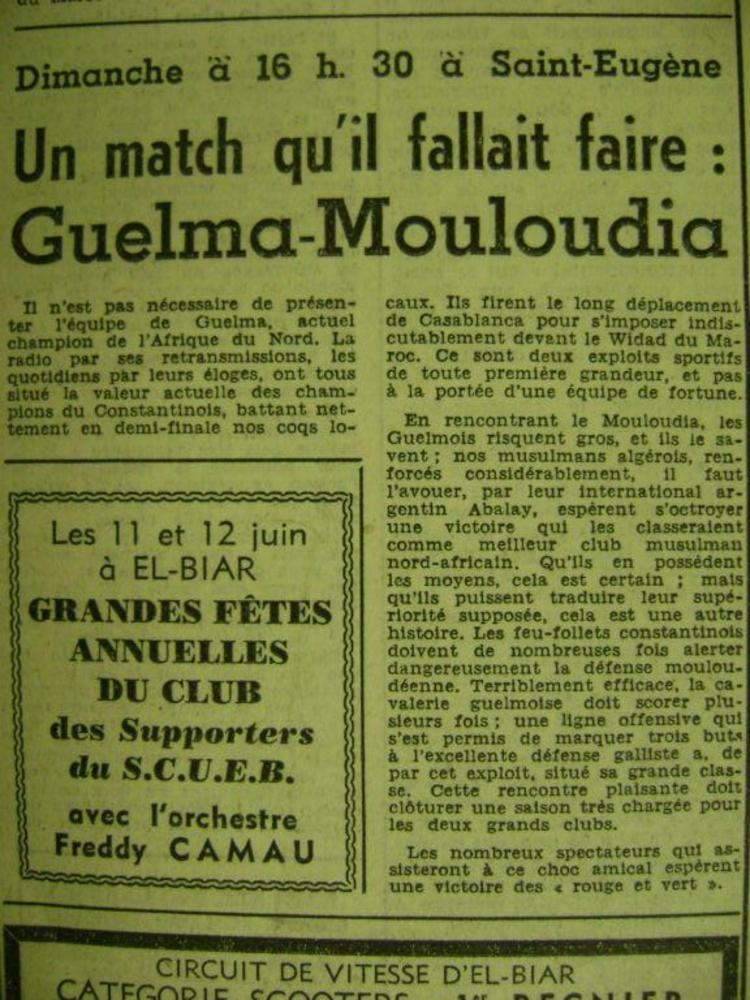 Dimanche à 16 h. 30 à Saint-Eugène
Un match qu'il fallait faire :
Guelma-Mouloudia
Il n'est pas nécessaire de présen-
ter l'équipe de Guelma, actuel
champion de l'Afrique du Nord. La
radio par ses retransmissions, les
quotidiens par leurs éloges, ont tous
situé la valeur actuelle des cham-
pions du Constantinois, battant net-
tement en demi-finale nos coqs lo-
caux. Ils firent le long déplacement
de Casablanca pour s'imposer indis-
cutablement devant le Widad du Ma-
roc. Ce sont deux exploits sportifs
de toute première grandeur, et pas
à la portée d'une équipe de fortune.
En rencontrant le Mouloudia, les
Guelmois risquent gros, et ils le sa-
vent ; nos musulmans algérois, ren-
forcés considérablement, il faut
l'avouer, par leur international ar-
gentin Abalay, espèrent s'octroyer
une victoire qui les classeraient
comme meilleur club musulman
nord-africain. Qu'ils en possèdent
les moyens, cela est certain ; mais
qu'ils puissent traduire leur supé-
riorité supposée, cela est une autre
histoire. Les feu-follets constantinois
doivent de nombreuses fois alerter
dangereusement la défense moulou-
déenne. Terriblement efficace, la ca-
valerie guelmoise doit scorer plu-
sieurs fois ; une ligne offensive qui
s'est permis de marquer trois buts
à l'excellente défense galliste a, de
par cet exploit, situé sa grande clas-
se. Cette rencontre plaisante doit
clôturer une saison très chargée pour
les deux grands clubs.
Les nombreux spectateurs qui as-
sisteront à ce choc amical espèrent
une victoire des « rouge et vert ».
Les 11 et 12 juin
à EL-BIAR
GRANDES FÊTES
ANNUELLES
DU CLUB
des Supporters
du S.C.U.E.B.
avec l'orchestre
Freddy CAMAU
CIRCUIT DE VITESSE D'EL-BIAR
CATEGORIE SCOOTERS